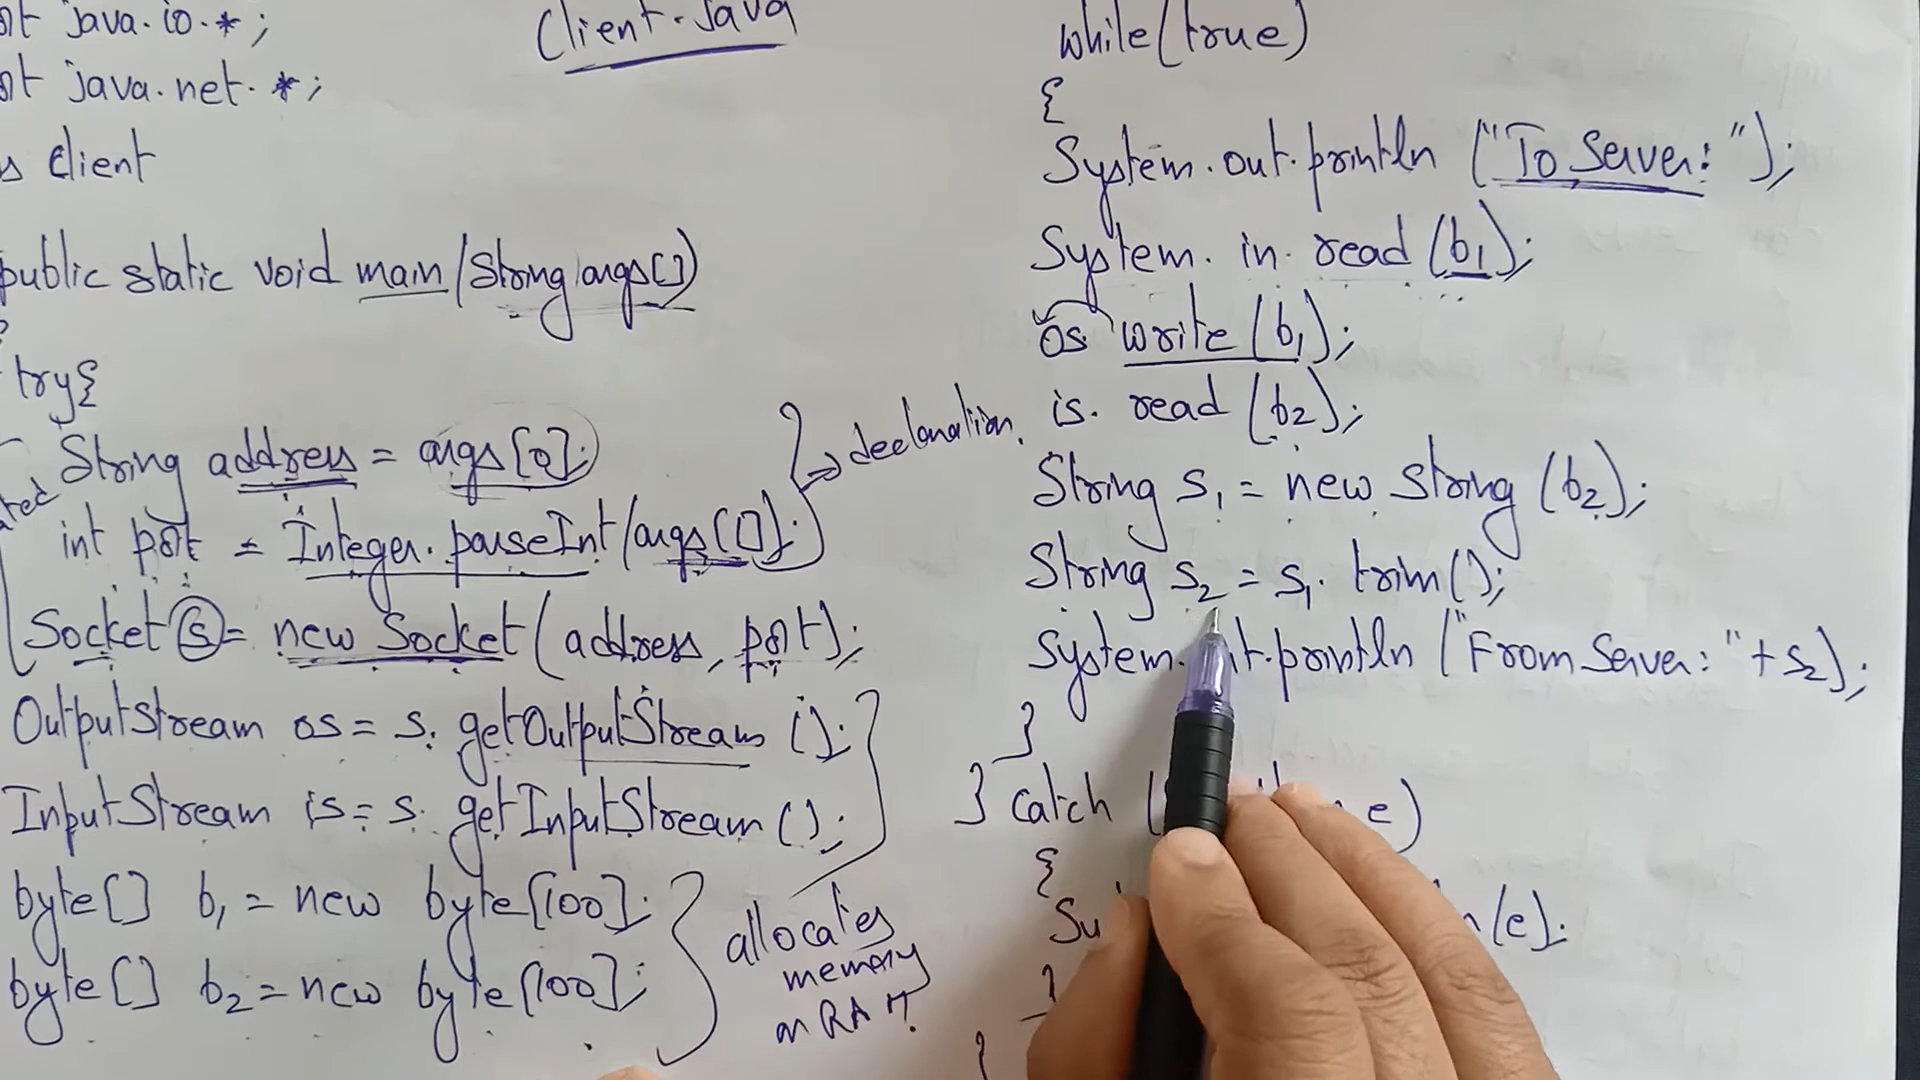 java.io.*;
Client.java
java.net.*;
Client
public static void main(String args[])
try{
String address = args[0];
int port = Integer.parseInt(args[1]);
declaration.
Socket s = new Socket(address, port);
OutputStream os = s. getOutputStream ();
InputStream is = s. getInputStream ();
byte[] b1 = new byte[100];
byte[] b2 = new byte[100];
allocates
memory
on RAM.
while(true)
{
System.out.println ("To Server: ");
System. in. read (b1);
os. write (b1);
is. read (b2);
String s1 = new String (b2);
String s2 = s1. trim();
System. t.println ("From Server: " + s2);
}
} catch ( e)
{
(e).
}